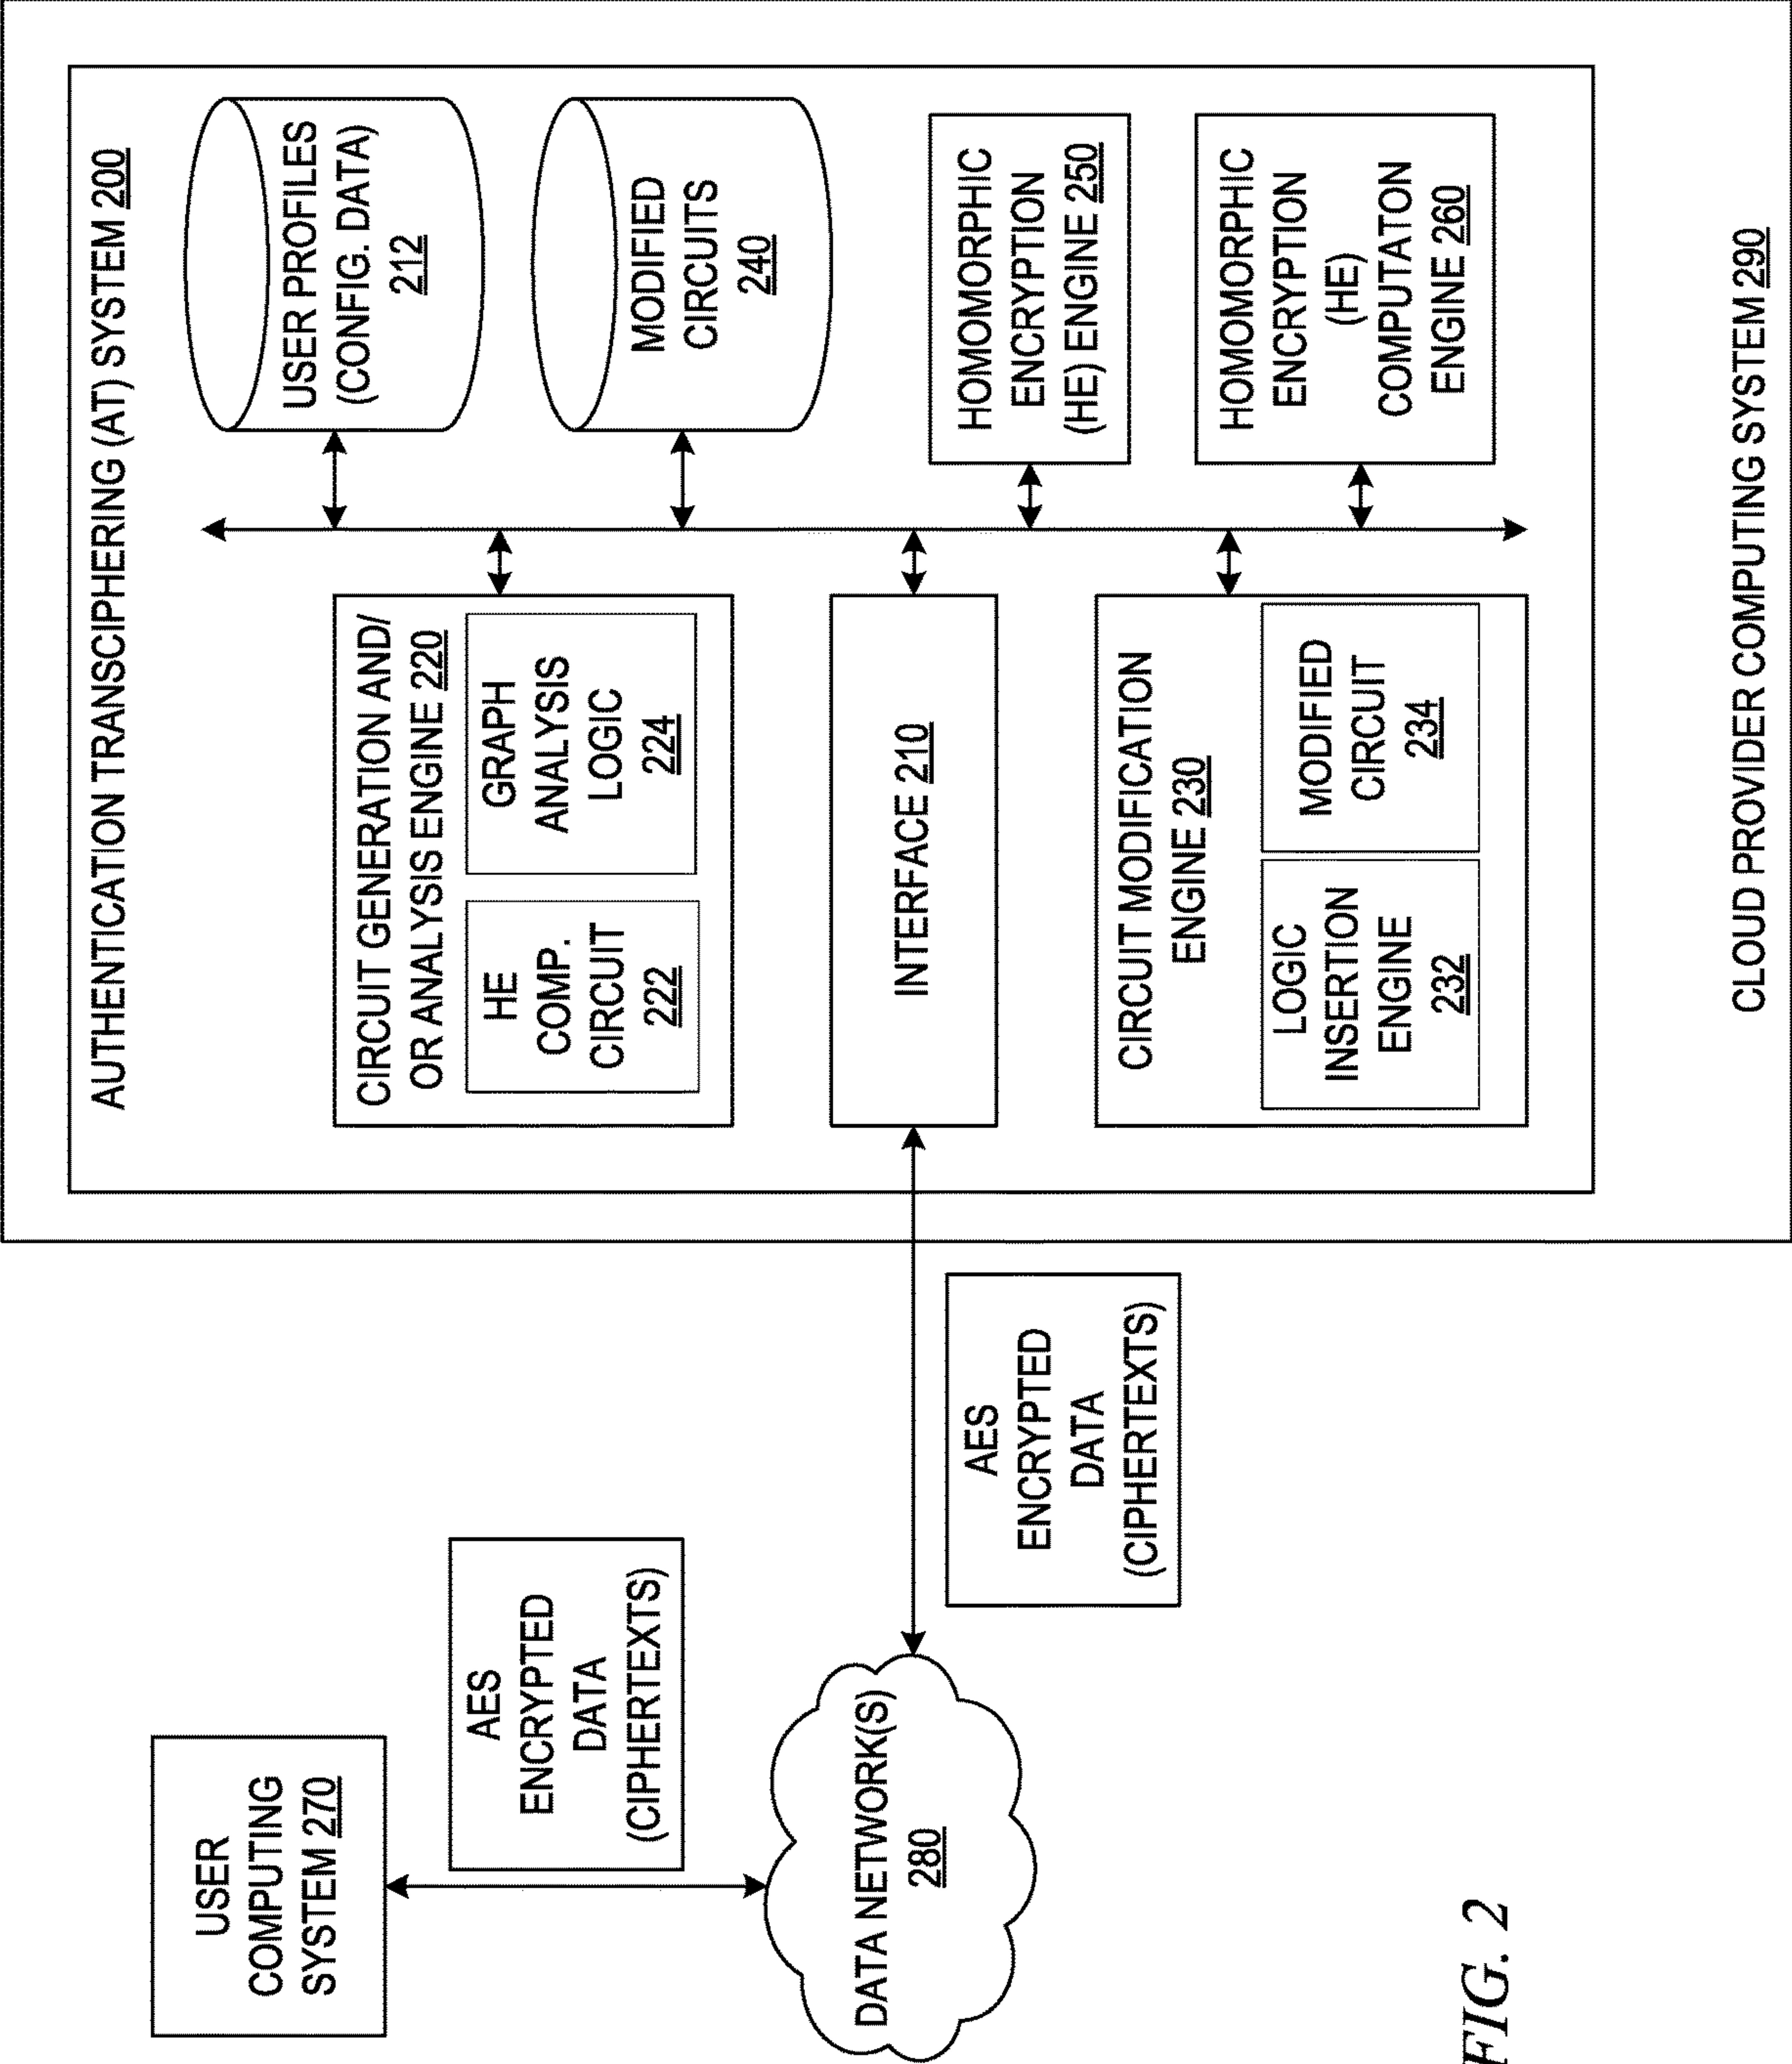 AUTHENTICATION TRANSCIPHERING (AT) SYSTEM 200
USER
COMPUTING
SYSTEM 270
AES
ENCRYPTED
DATA
(CIPHERTEXTS)
DATA NETWORK(S)
280
AES
ENCRYPTED
DATA
(CIPHERTEXTS)
CIRCUIT GENERATION AND/
OR ANALYSIS ENGINE 220
HE
COMP.
CIRCUIT
222
GRAPH
ANALYSIS
LOGIC
224
INTERFACE 210
CIRCUIT MODIFICATION
ENGINE 230
LOGIC
INSERTION
ENGINE
232
MODIFIED
CIRCUIT
234
USER PROFILES
(CONFIG. DATA)
212
MODIFIED
CIRCUITS
240
HOMOMORPHIC
ENCRYPTION
(HE) ENGINE 250
HOMOMORPHIC
ENCRYPTION
(HE)
COMPUTATON
ENGINE 260
CLOUD PROVIDER COMPUTING SYSTEM 290
FIG. 2